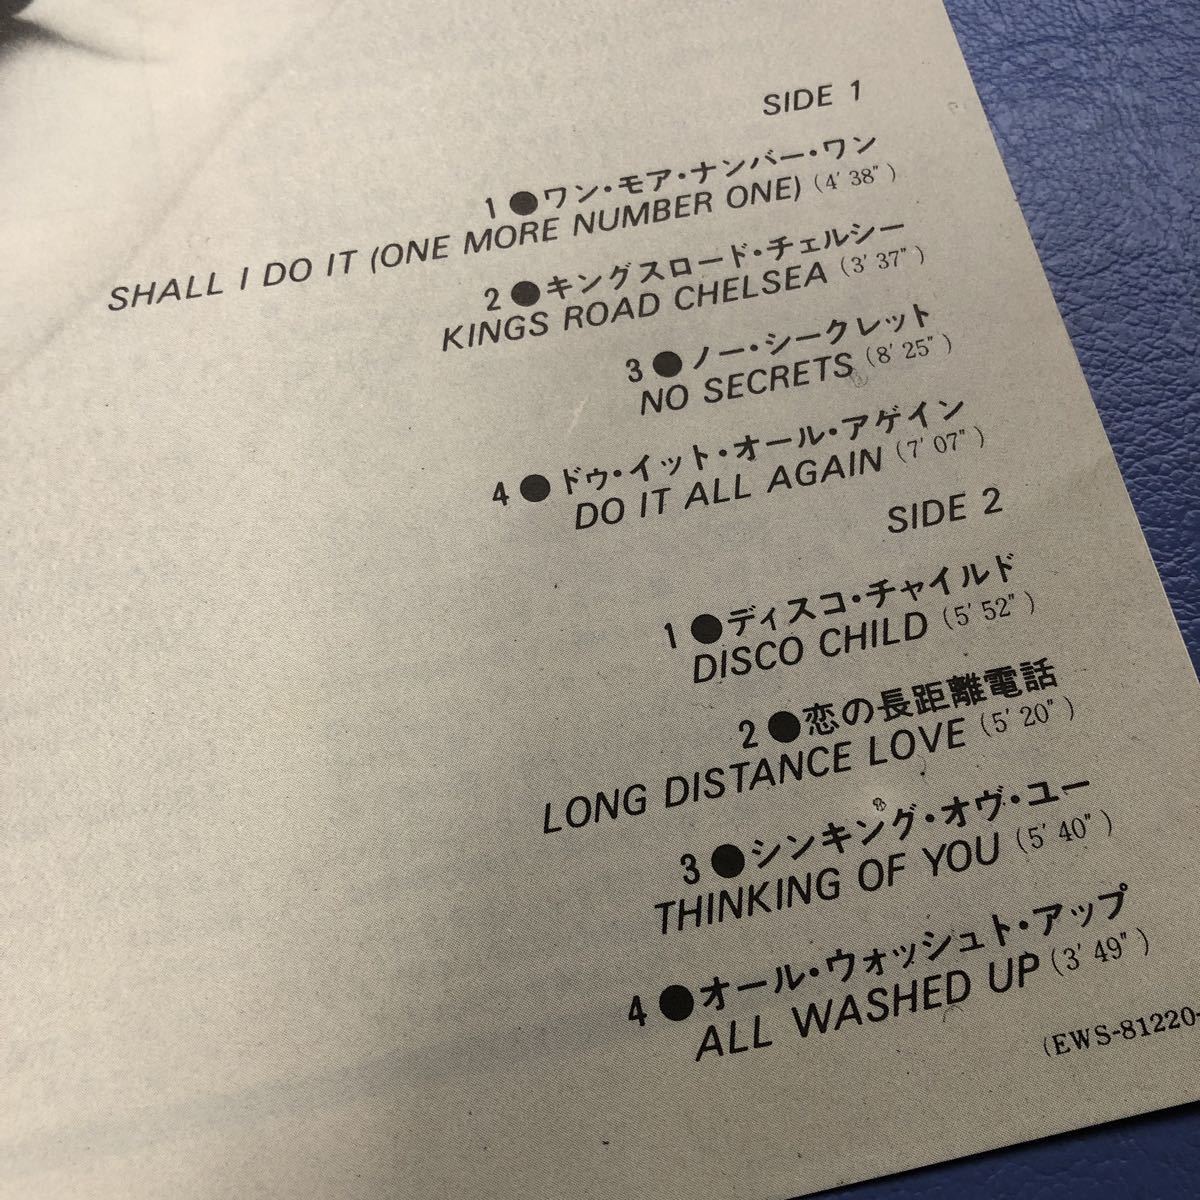 SIDE 1
1●ワン・モア・ナンバー・ワン
SHALL I DO IT (ONE MORE NUMBER ONE) (4'38")
2●キングスロード・チェルシー
KINGS ROAD CHELSEA (3'37")
3●ノー・シークレット
NO SECRETS (8'25")
4●ドゥ・イット・オール・アゲイン
DO IT ALL AGAIN (7'07")
SIDE 2
1●ディスコ・チャイルド
DISCO CHILD (5'52")
2●恋の長距離電話
LONG DISTANCE LOVE (5'20")
3●シンキング・オヴ・ユー
THINKING OF YOU (5'40")
4●オール・ウォッシュト・アップ
ALL WASHED UP (3'49")
(EWS-81220-